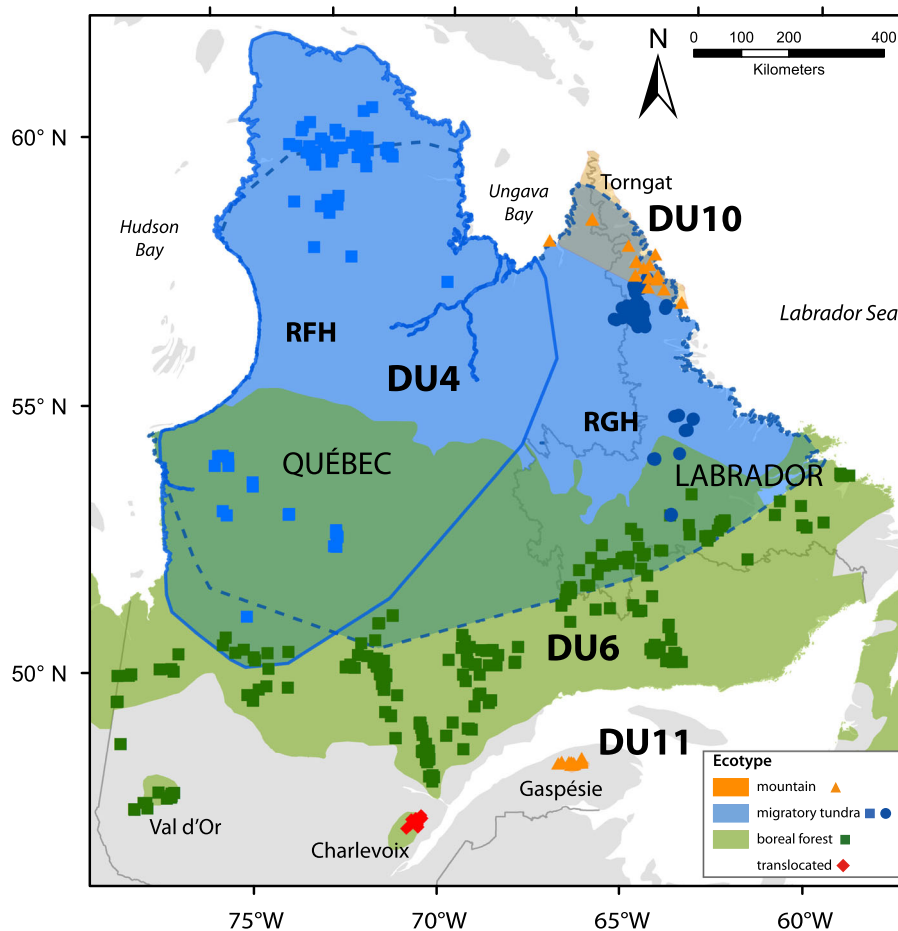 N
0 100 200 400
Kilometers
60° N
55° N
50° N
Hudson
Bay
Ungava
Bay
Torngat
DU10
Labrador Sea
RFH
DU4
RGH
QUÉBEC
LABRADOR
DU6
DU11
Gaspésie
Val d'Or
Charlevoix
Ecotype
mountain
migratory tundra
boreal forest
translocated
75°W 70°W 65°W 60°W